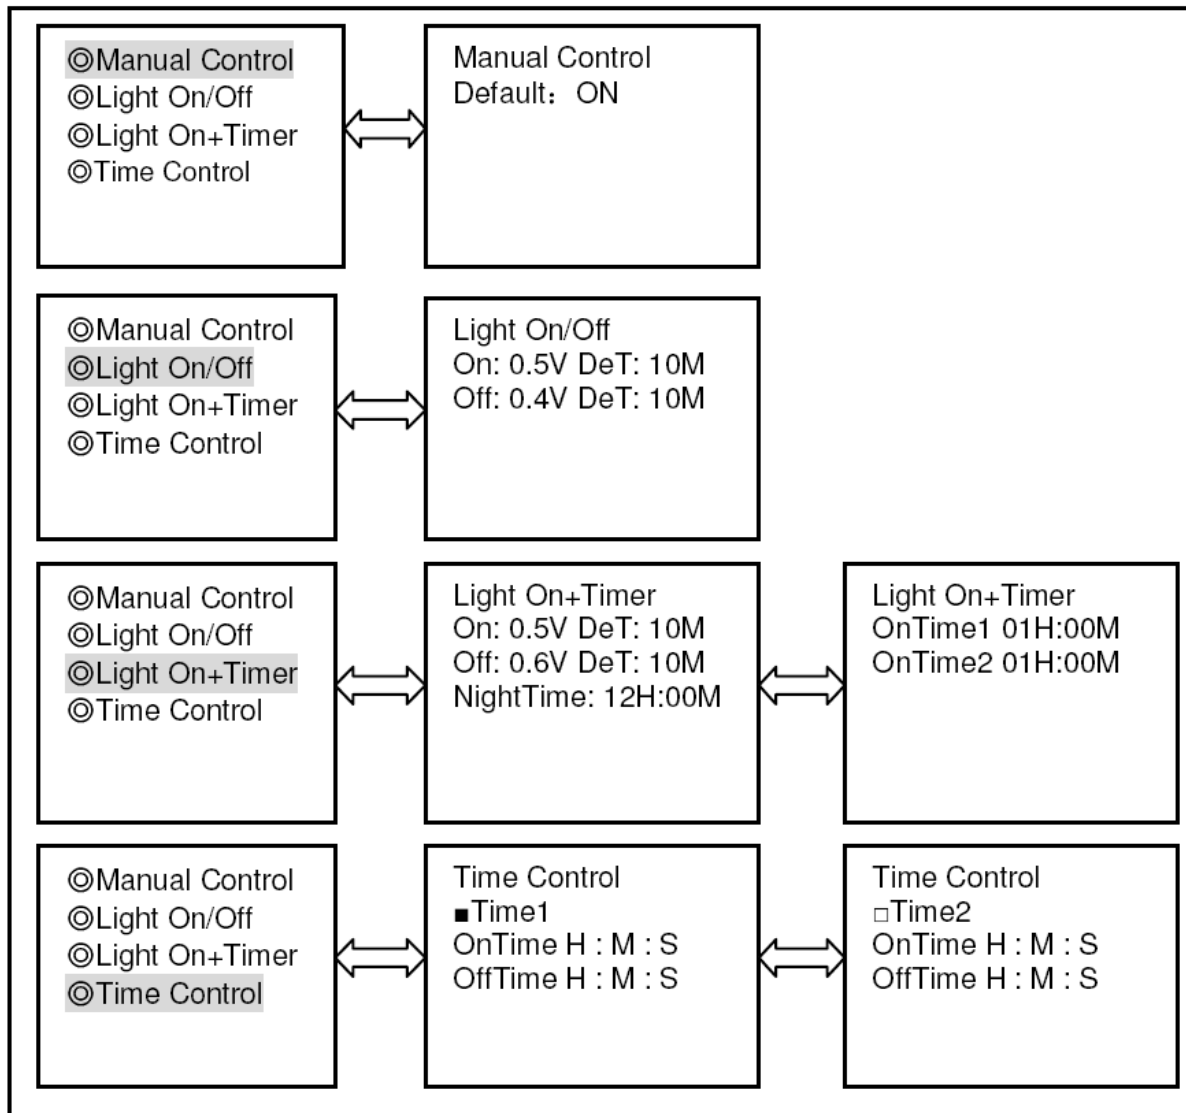 ◎Manual Control
◎Light On/Off
◎Light On+Timer
◎Time Control
Manual Control
Default：ON
◎Manual Control
◎Light On/Off
◎Light On+Timer
◎Time Control
Light On/Off
On: 0.5V DeT: 10M
Off: 0.4V DeT: 10M
◎Manual Control
◎Light On/Off
◎Light On+Timer
◎Time Control
Light On+Timer
On: 0.5V DeT: 10M
Off: 0.6V DeT: 10M
NightTime: 12H:00M
Light On+Timer
OnTime1 01H:00M
OnTime2 01H:00M
◎Manual Control
◎Light On/Off
◎Light On+Timer
◎Time Control
Time Control
■Time1
OnTime H : M : S
OffTime H : M : S
Time Control
□Time2
OnTime H : M : S
OffTime H : M : S